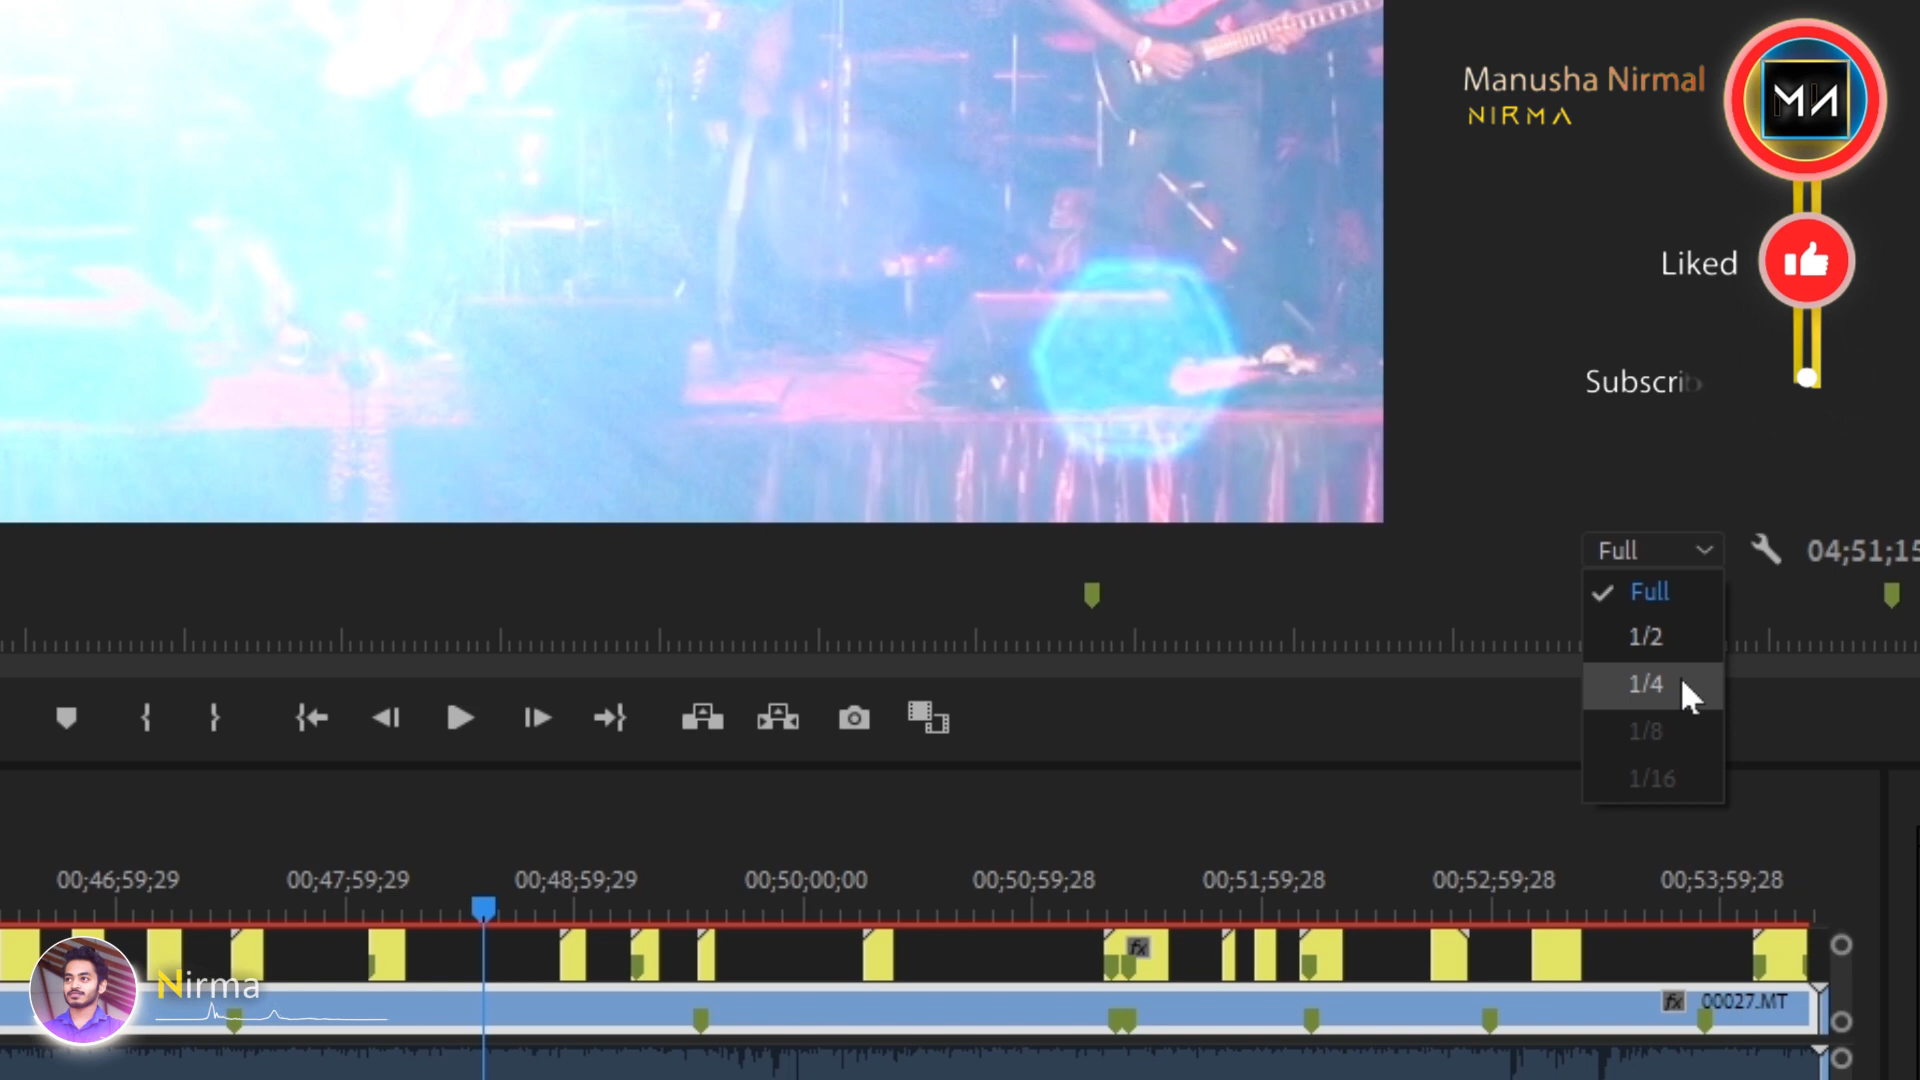 Manusha Nirmal
NIRMA
MN
Liked
Subscrib
Full
04;51;15
Full
1/2
1/4
1/8
1/16
00;46;59;29
00;47;59;29
00;48;59;29
00;50;00;00
00;50;59;28
00;51;59;28
00;52;59;28
00;53;59;28
fx
Nirma
fx
00027.MT